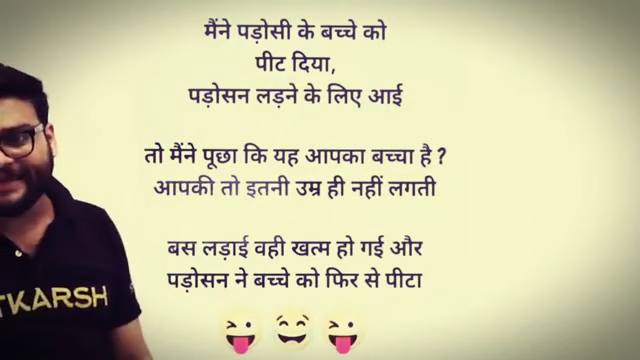 मैंने पड़ोसी के बच्चे को
पीट दिया,
पड़ोसन लड़ने के लिए आई
तो मैंने पूछा कि यह आपका बच्चा है ?
आपकी तो इतनी उम्र ही नहीं लगती
बस लड़ाई वही खत्म हो गई और
पड़ोसन ने बच्चे को फिर से पीटा
TKARSH